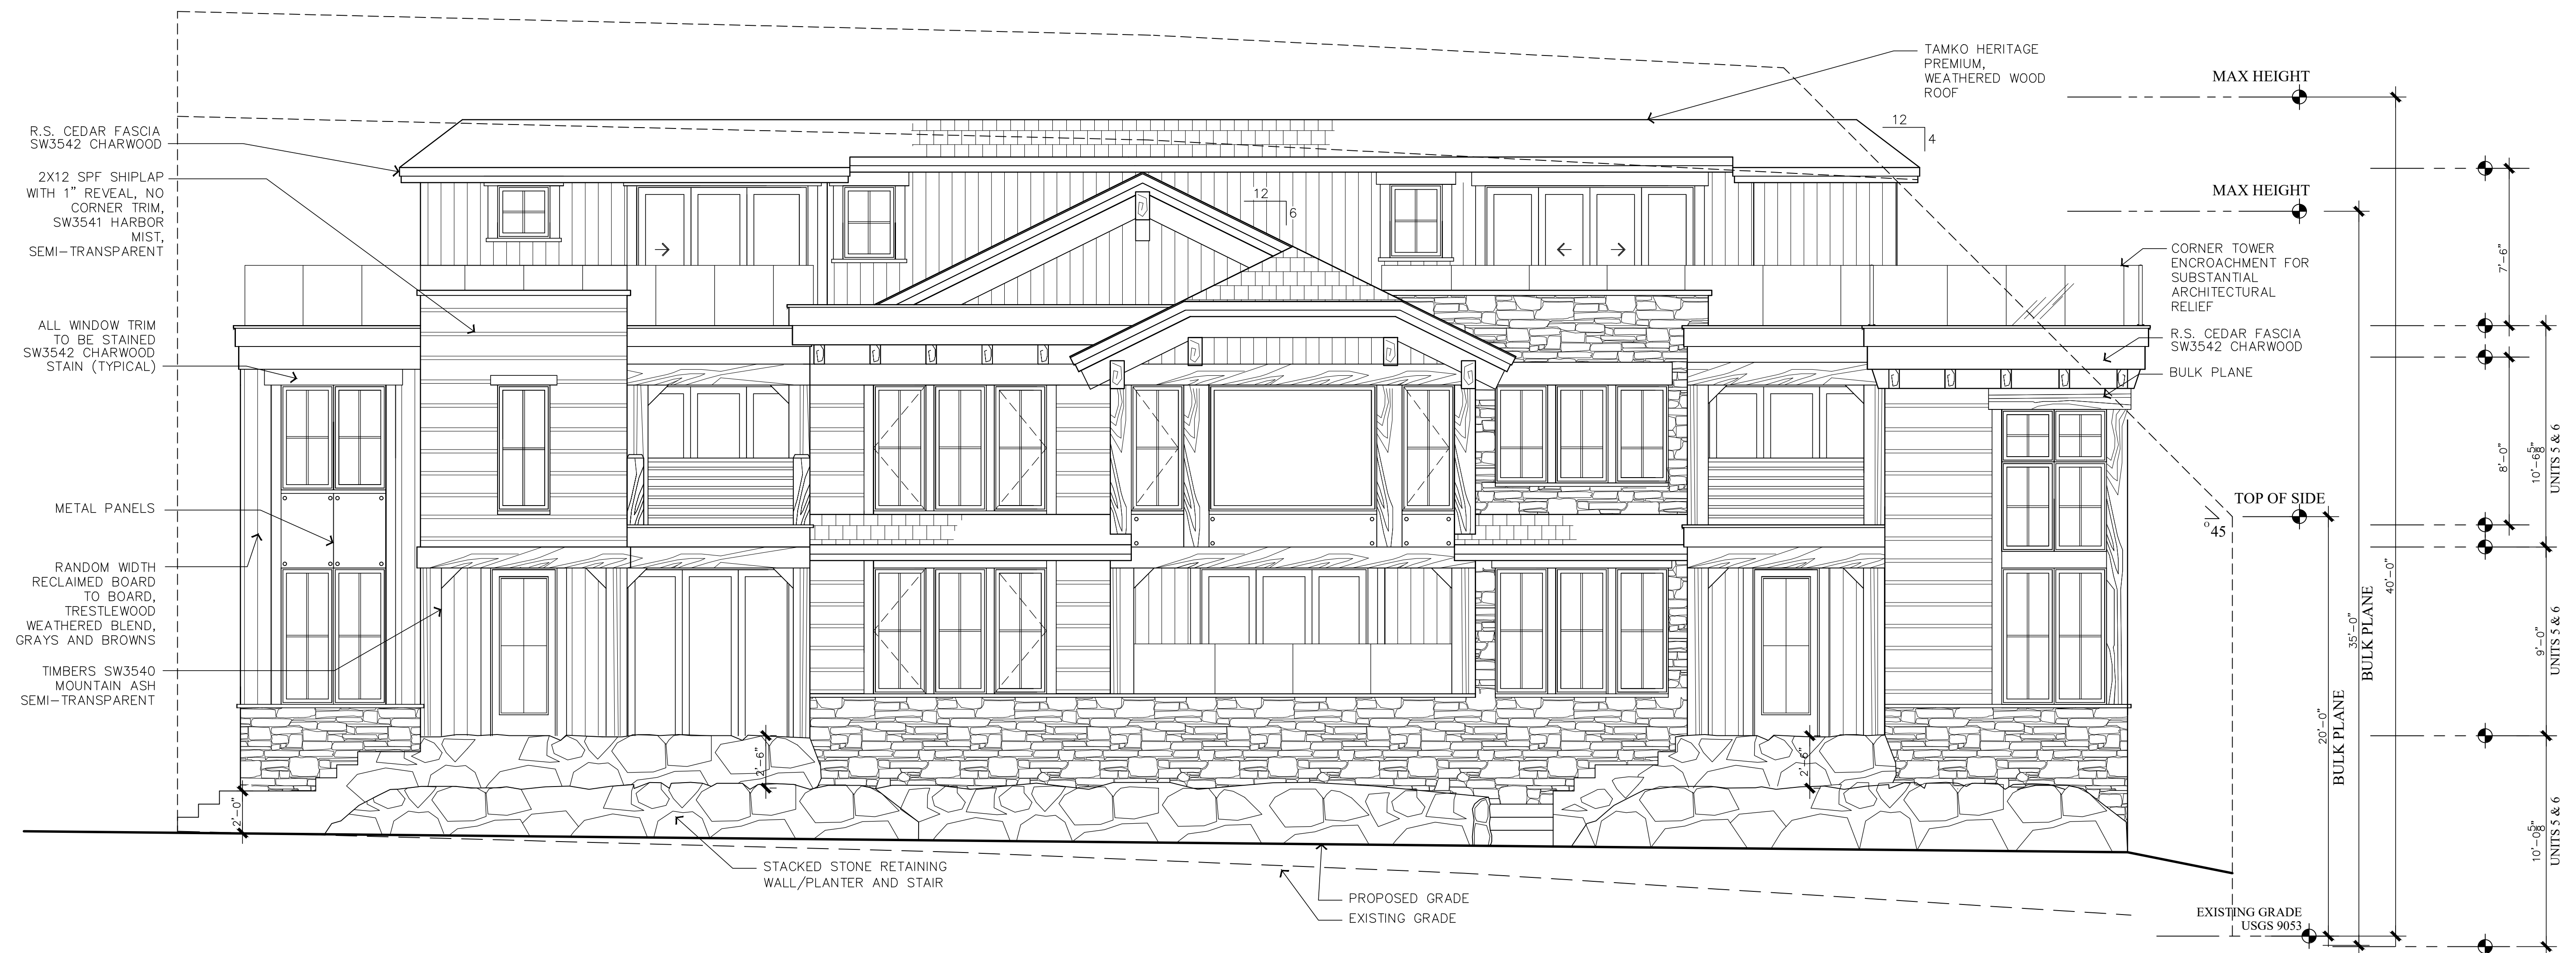 TAMKO HERITAGE
PREMIUM,
WEATHERED WOOD
ROOF
MAX HEIGHT
R.S. CEDAR FASCIA
SW3542 CHARWOOD
12
4
2X12 SPF SHIPLAP
WITH 1" REVEAL, NO
CORNER TRIM,
SW3541 HARBOR
MIST,
SEMI-TRANSPARENT
12
6
MAX HEIGHT
7'-6"
CORNER TOWER
ENCROACHMENT FOR
SUBSTANTIAL
ARCHITECTURAL
RELIEF
ALL WINDOW TRIM
TO BE STAINED
SW3542 CHARWOOD
STAIN (TYPICAL)
R.S. CEDAR FASCIA
SW3542 CHARWOOD
BULK PLANE
8'-0"
10'-6 5/8"
UNITS 5 & 6
METAL PANELS
TOP OF SIDE
°45
RANDOM WIDTH
RECLAIMED BOARD
TO BOARD,
TRESTLEWOOD
WEATHERED BLEND,
GRAYS AND BROWNS
40'-0"
35'-0"
BULK PLANE
9'-0"
UNITS 5 & 6
TIMBERS SW3540
MOUNTAIN ASH
SEMI-TRANSPARENT
20'-0"
BULK PLANE
2'-6"
2'-6"
2'-0"
10'-0 5/8"
UNITS 5 & 6
STACKED STONE RETAINING
WALL/PLANTER AND STAIR
PROPOSED GRADE
EXISTING GRADE
EXISTING GRADE
USGS 9053